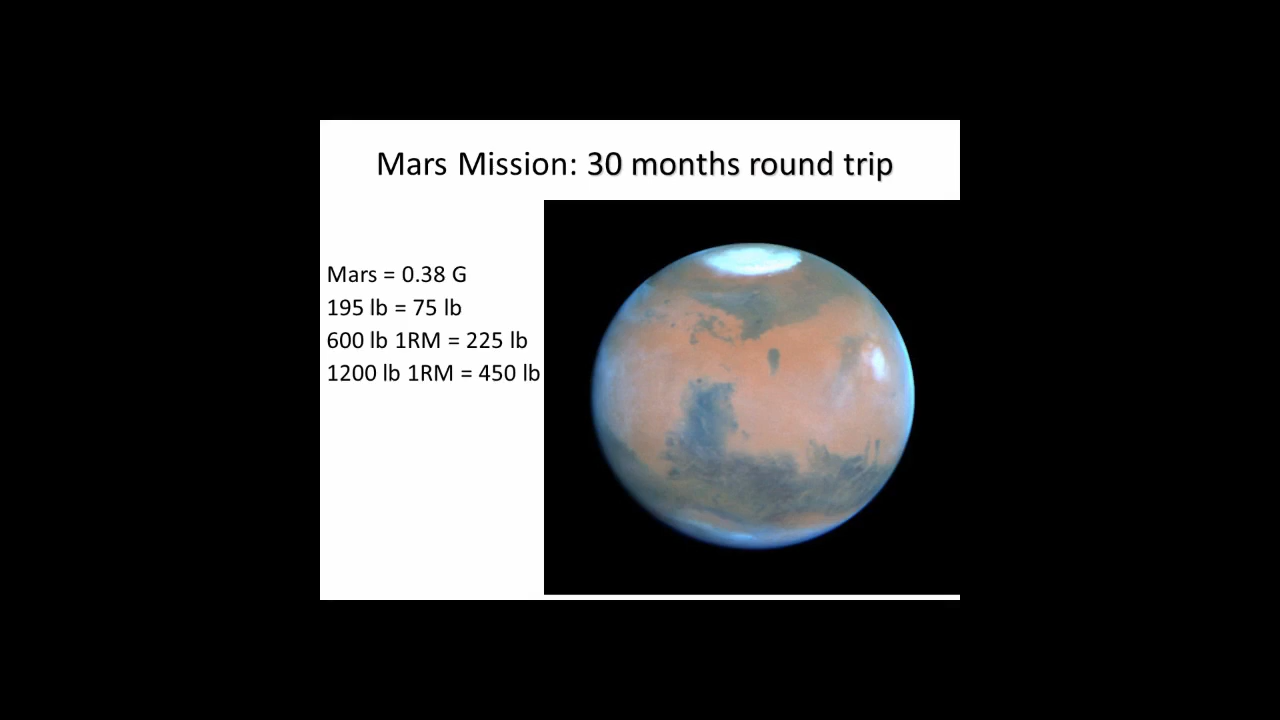 Mars Mission: 30 months round trip
Mars = 0.38 G
195 lb = 75 lb
600 lb 1RM = 225 lb
1200 lb 1RM = 450 lb